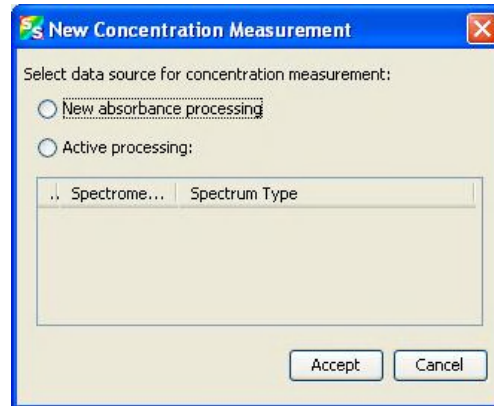 SS New Concentration Measurement
Select data source for concentration measurement:
New absorbance processing
Active processing:
.. Spectrome... Spectrum Type
Accept Cancel